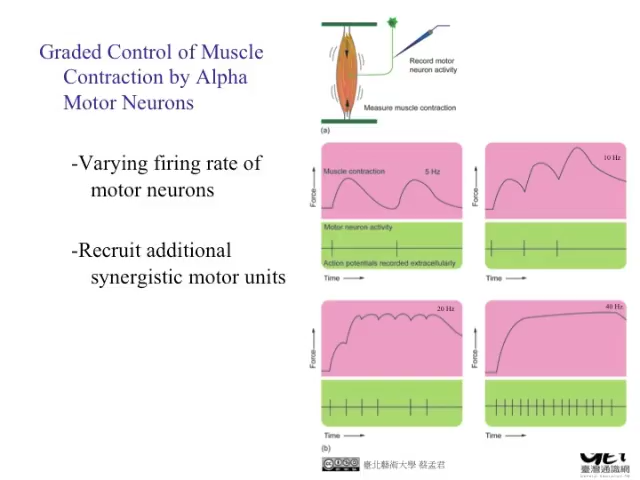 Graded Control of Muscle
Contraction by Alpha
Motor Neurons
-Varying firing rate of
motor neurons
-Recruit additional
synergistic motor units
Record motor
neuron activity
Measure muscle contraction
(a)
Muscle contraction
5 Hz
Force
Motor neuron activity
Action potentials recorded extracellularly
Time
10 Hz
Force
Time
20 Hz
Force
Time
40 Hz
Force
Time
(b)
臺北藝術大學 蔡孟君
臺灣通識網